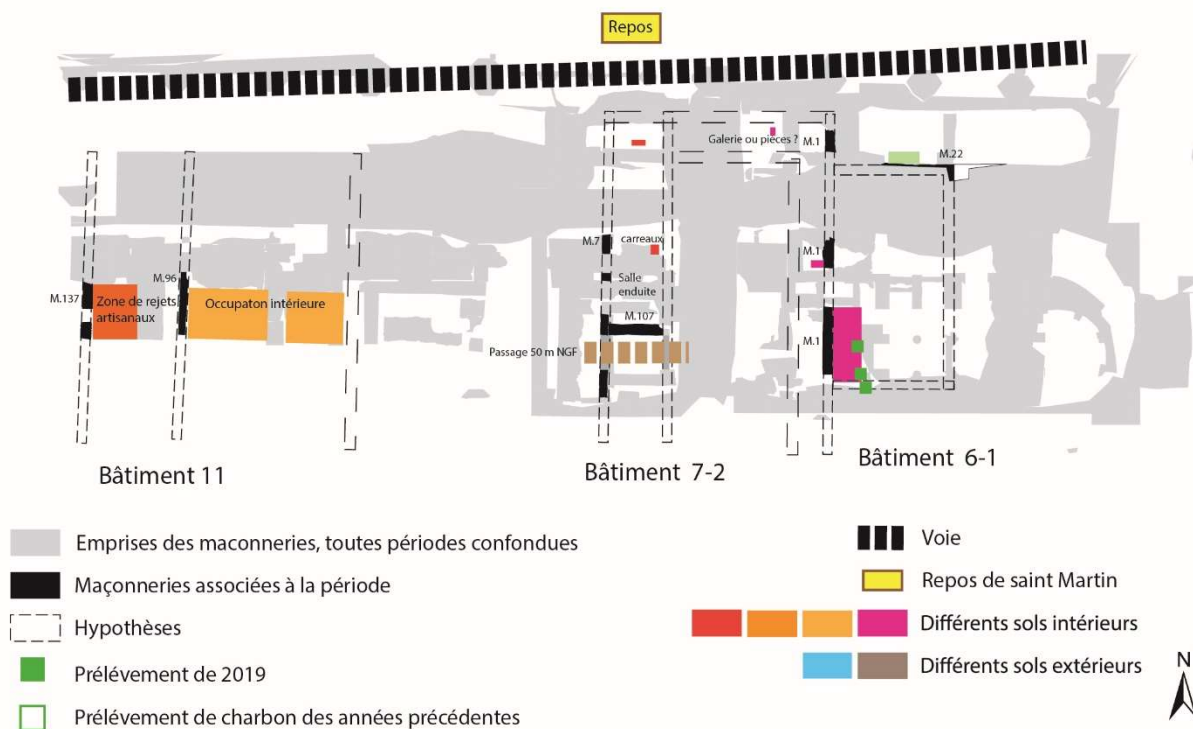 Repos
Galerie ou pièces ?
M.1
M.22
M.7
carreaux
M.1
M.96
Salle
enduite
M.137
Zone de rejets
artisanaux
Occupaton intérieure
M.107
M.1
Passage 50 m NGF
Bâtiment 11
Bâtiment 7-2
Bâtiment 6-1
Emprises des maconneries, toutes périodes confondues
Maçonneries associées à la période
Hypothèses
Prélévement de 2019
Prélévement de charbon des années précédentes
Voie
Repos de saint Martin
Différents sols intérieurs
Différents sols extérieurs
N